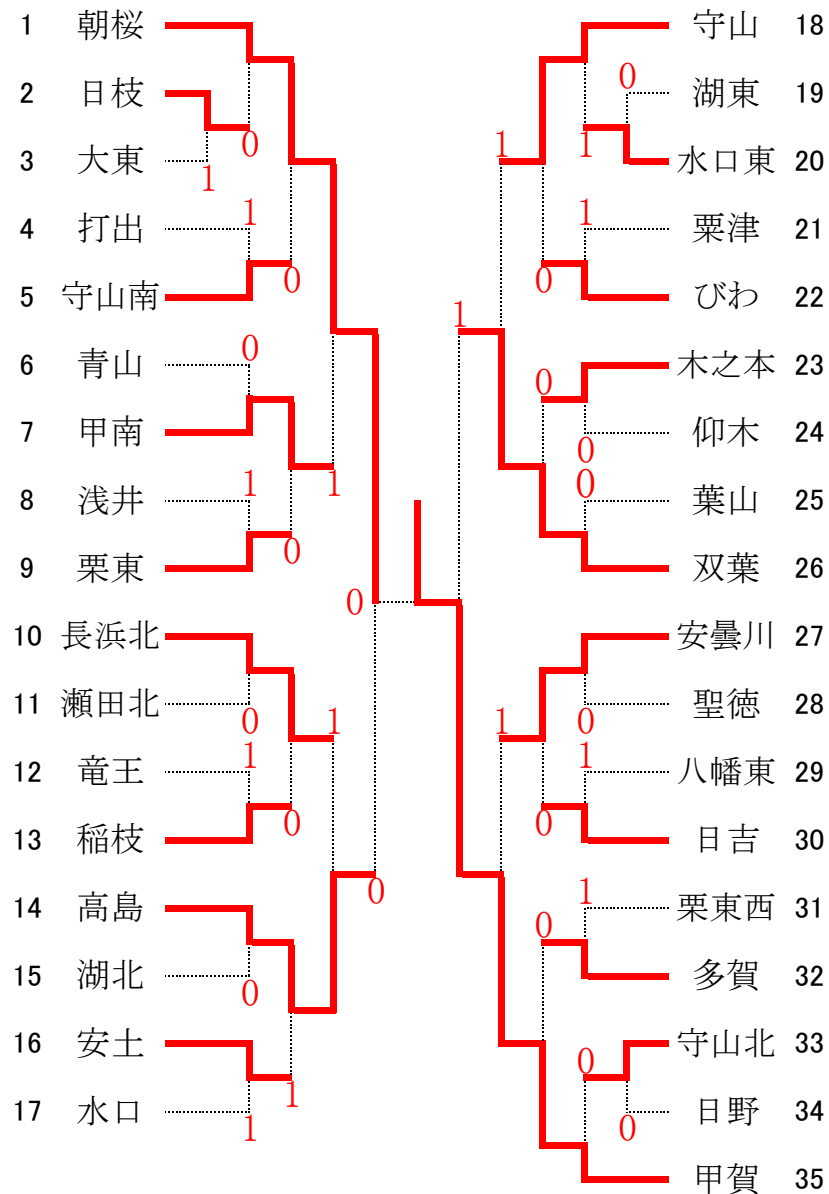 1 朝桜
2 日枝
0
3 大東
1
4 打出
1
5 守山南
0
6 青山
0
7 甲南
8 浅井
1
1
9 栗東
0
0
10 長浜北
11 瀬田北
0
1
12 竜王
1
13 稲枝
0
14 高島
0
15 湖北
0
16 安土
1
17 水口
1
守山 18
0
湖東 19
1
1
水口東 20
1
粟津 21
0
びわ 22
1
木之本 23
0
仰木 24
0
0
葉山 25
双葉 26
安曇川 27
聖徳 28
1
0
八幡東 29
1
日吉 30
0
栗東西 31
1
0
多賀 32
守山北 33
0
日野 34
0
甲賀 35